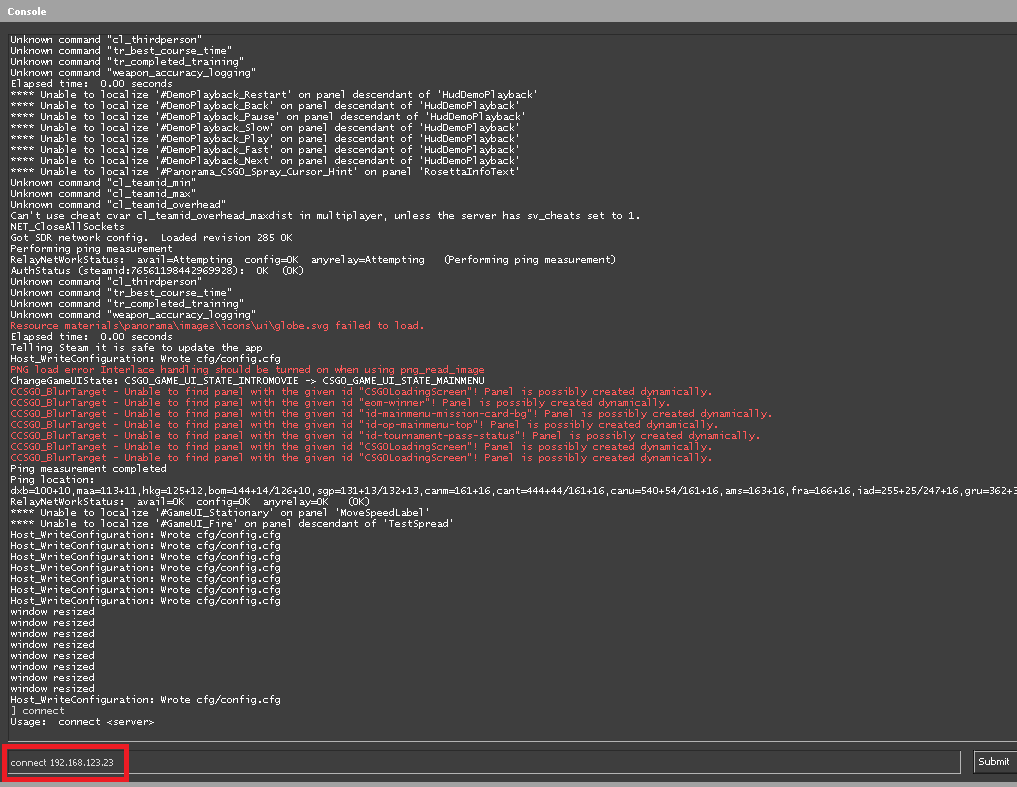 Console
Unknown command "cl_thirdperson"
Unknown command "tr_best_course_time"
Unknown command "tr_completed_training"
Unknown command "weapon_accuracy_logging"
Elapsed time:  0.00 seconds
**** Unable to localize '#DemoPlayback_Restart' on panel descendant of 'HudDemoPlayback'
**** Unable to localize '#DemoPlayback_Back' on panel descendant of 'HudDemoPlayback'
**** Unable to localize '#DemoPlayback_Pause' on panel descendant of 'HudDemoPlayback'
**** Unable to localize '#DemoPlayback_Slow' on panel descendant of 'HudDemoPlayback'
**** Unable to localize '#DemoPlayback_Play' on panel descendant of 'HudDemoPlayback'
**** Unable to localize '#DemoPlayback_Fast' on panel descendant of 'HudDemoPlayback'
**** Unable to localize '#DemoPlayback_Next' on panel descendant of 'HudDemoPlayback'
**** Unable to localize '#Panorama_CSGO_Spray_Cursor_Hint' on panel 'RosettaInfoText'
Unknown command "cl_teamid_min"
Unknown command "cl_teamid_max"
Unknown command "cl_teamid_overhead"
Can't use cheat cvar cl_teamid_overhead_maxdist in multiplayer, unless the server has sv_cheats set to 1.
NET_CloseAllSockets
Got SDR network config.  Loaded revision 285 OK
Performing ping measurement
RelayNetWorkStatus:  avail=Attempting  config=OK  anyrelay=Attempting   (Performing ping measurement)
AuthStatus (steamid:76561198442969928):  OK  (OK)
Unknown command "cl_thirdperson"
Unknown command "tr_best_course_time"
Unknown command "tr_completed_training"
Unknown command "weapon_accuracy_logging"
Resource materials\panorama\images\icons\ui\globe.svg failed to load.
Elapsed time:  0.00 seconds
Telling Steam it is safe to update the app
Host_WriteConfiguration: Wrote cfg/config.cfg
PNG load error Interlace handling should be turned on when using png_read_image
ChangeGameUIState: CSGO_GAME_UI_STATE_INTROMOVIE -> CSGO_GAME_UI_STATE_MAINMENU
CCSGO_BlurTarget - Unable to find panel with the given id "CSGOLoadingScreen"! Panel is possibly created dynamically.
CCSGO_BlurTarget - Unable to find panel with the given id "eom-winner"! Panel is possibly created dynamically.
CCSGO_BlurTarget - Unable to find panel with the given id "id-mainmenu-mission-card-bg"! Panel is possibly created dynamically.
CCSGO_BlurTarget - Unable to find panel with the given id "id-op-mainmenu-top"! Panel is possibly created dynamically.
CCSGO_BlurTarget - Unable to find panel with the given id "id-tournament-pass-status"! Panel is possibly created dynamically.
CCSGO_BlurTarget - Unable to find panel with the given id "CSGOLoadingScreen"! Panel is possibly created dynamically.
CCSGO_BlurTarget - Unable to find panel with the given id "CSGOLoadingScreen"! Panel is possibly created dynamically.
Ping measurement completed
Ping location:
dxb=100+10,maa=113+11,hkg=125+12,bom=144+14/126+10,sgp=131+13/132+13,canm=161+16,cant=444+44/161+16,canu=540+54/161+16,ams=163+16,fra=166+16,iad=255+25/247+16,gru=362+3
RelayNetWorkStatus:  avail=OK  config=OK  anyrelay=OK   (OK)
**** Unable to localize '#GameUI_Stationary' on panel 'MoveSpeedLabel'
**** Unable to localize '#GameUI_Fire' on panel descendant of 'TestSpread'
Host_WriteConfiguration: Wrote cfg/config.cfg
Host_WriteConfiguration: Wrote cfg/config.cfg
Host_WriteConfiguration: Wrote cfg/config.cfg
Host_WriteConfiguration: Wrote cfg/config.cfg
Host_WriteConfiguration: Wrote cfg/config.cfg
Host_WriteConfiguration: Wrote cfg/config.cfg
Host_WriteConfiguration: Wrote cfg/config.cfg
window resized
window resized
window resized
window resized
window resized
window resized
window resized
window resized
Host_WriteConfiguration: Wrote cfg/config.cfg
] connect
Usage:  connect <server>
connect 192.168.123.23
Submit